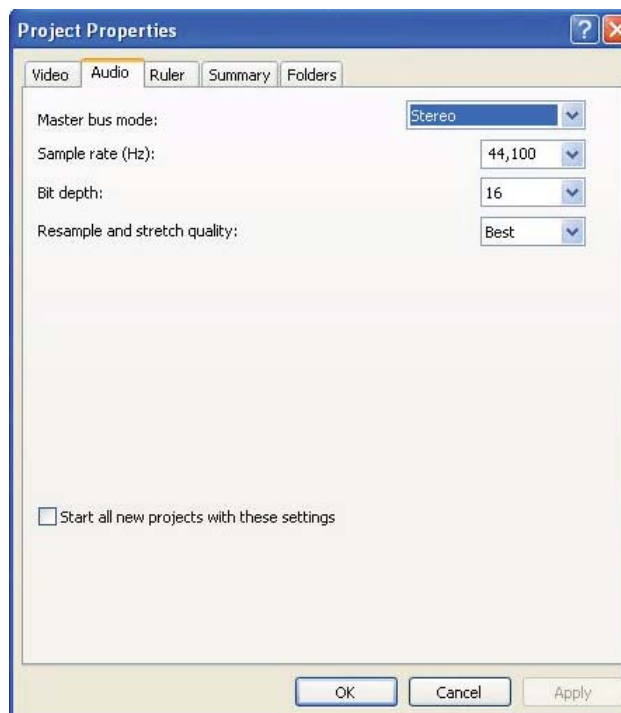 Project Properties
Video Audio Ruler Summary Folders
Master bus mode: Stereo
Sample rate (Hz): 44,100
Bit depth: 16
Resample and stretch quality: Best
Start all new projects with these settings
OK Cancel Apply